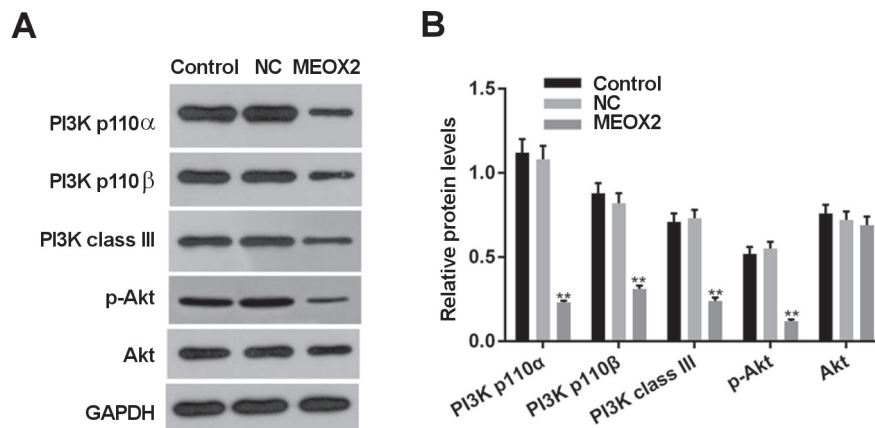 A
Control NC MEOX2
PI3K p110α
PI3K p110β
PI3K class III
p-Akt
Akt
GAPDH
B
Relative protein levels
1.5
1.0
0.5
0.0
Control
NC
MEOX2
**
**
**
**
PI3K p110α
PI3K p110β
PI3K class III
p-Akt
Akt